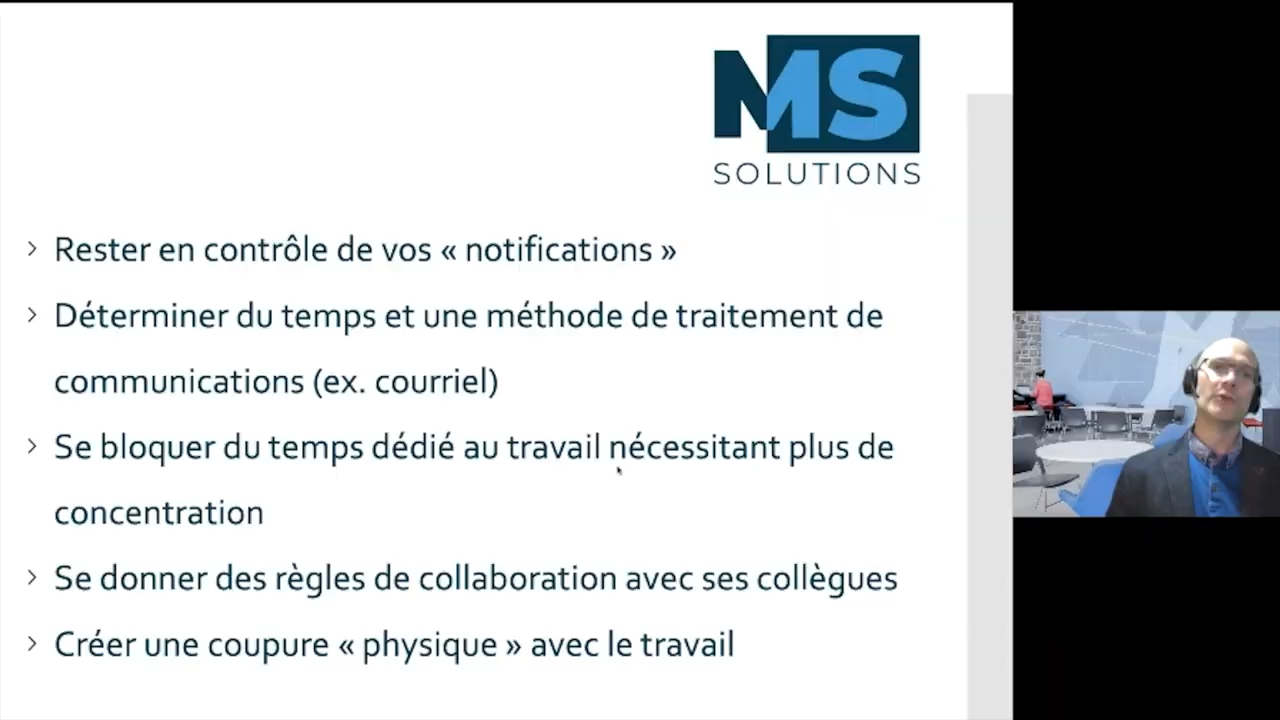 MS
SOLUTIONS
Rester en contrôle de vos « notifications »
Déterminer du temps et une méthode de traitement de
communications (ex. courriel)
Se bloquer du temps dédié au travail nécessitant plus de
concentration
Se donner des règles de collaboration avec ses collègues
Créer une coupure « physique » avec le travail